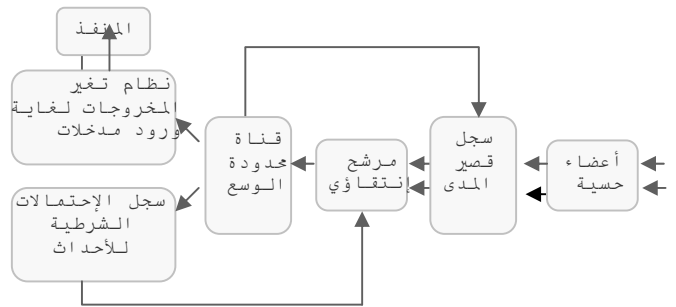 المنفذ
نظام تغير
المخروجات لغاية
ورود مدخلات
سجل الإحتمالات
الشرطية
للأحداث
قناة
محدودة
الوسع
مرشح
إنتقاؤي
سجل
قصير
المدى
أعضاء
حسية